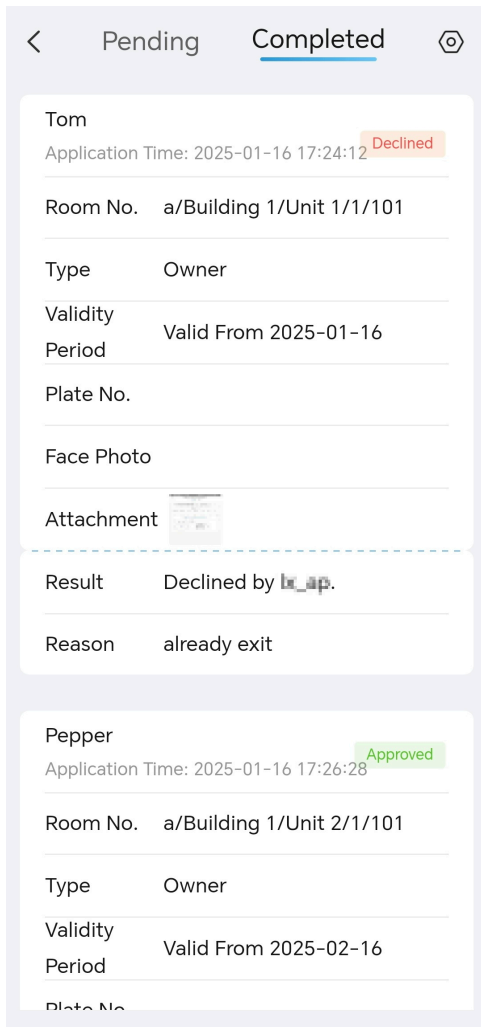 Pending Completed
Tom
Declined
Application Time: 2025-01-16 17:24:12
Room No. a/Building 1/Unit 1/1/101
Type Owner
Validity
Period Valid From 2025-01-16
Plate No.
Face Photo
Attachment
Result Declined by
Reason already exit
Pepper
Approved
Application Time: 2025-01-16 17:26:28
Room No. a/Building 1/Unit 2/1/101
Type Owner
Validity
Period Valid From 2025-02-16
Plate No.